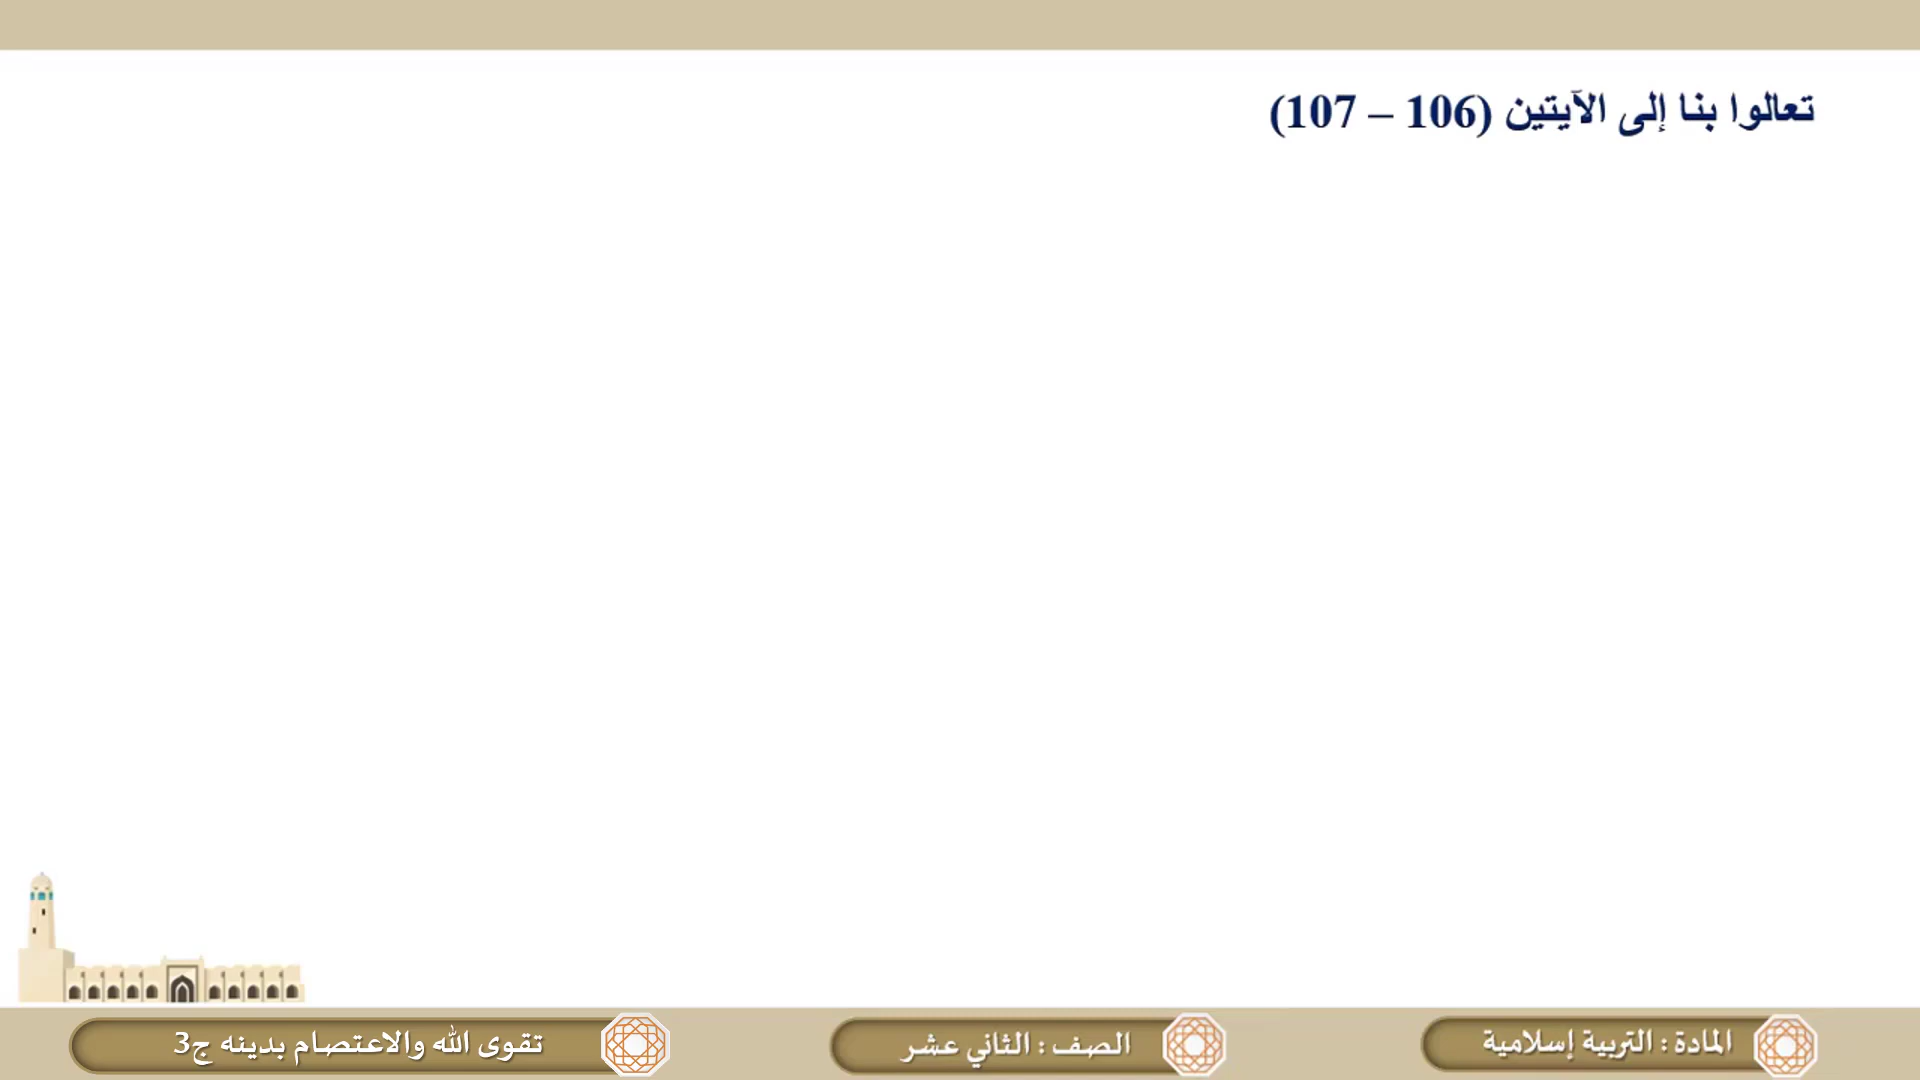 تعالوا بنا إلى الآيتين (106 – 107)
المادة : التربية إسلامية
الصف : الثاني عشر
تقوى الله والاعتصام بدينه ج3